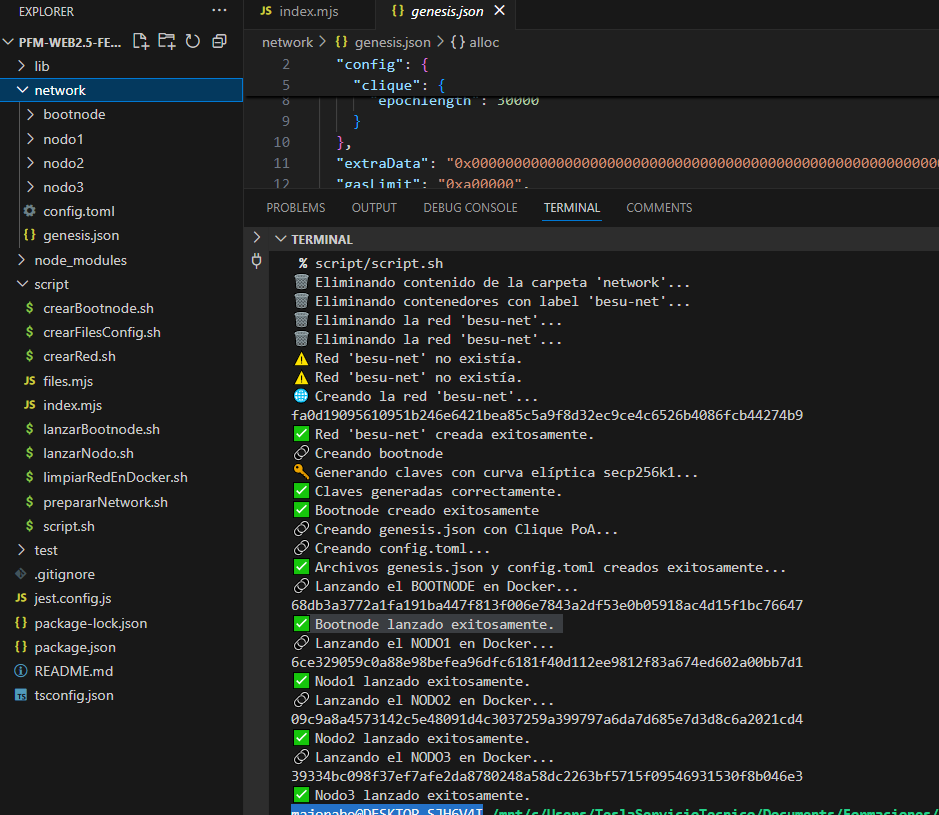 EXPLORER
PFM-WEB2.5-FE...
lib
network
bootnode
nodo1
nodo2
nodo3
config.toml
genesis.json
node_modules
script
crearBootnode.sh
crearFilesConfig.sh
crearRed.sh
files.mjs
index.mjs
lanzarBootnode.sh
lanzarNodo.sh
limpiarRedEnDocker.sh
prepararNetwork.sh
script.sh
test
.gitignore
jest.config.js
package-lock.json
package.json
README.md
tsconfig.json
JS index.mjs
{} genesis.json
network > {} genesis.json > {} alloc
2 "config": {
5 "clique": {
8 "epochlength": 30000
9 }
10 },
11 "extraData":
12 "gasLimit": "0xa00000",
PROBLEMS OUTPUT DEBUG CONSOLE TERMINAL COMMENTS
TERMINAL
% script/script.sh
Eliminando contenido de la carpeta 'network'...
Eliminando contenedores con label 'besu-net'...
Eliminando la red 'besu-net'...
Eliminando la red 'besu-net'...
Red 'besu-net' no existía.
Red 'besu-net' no existía.
Creando la red 'besu-net'...
fa0d19095610951b246e6421bea85c5a9f8d32ec9ce4c6526b4086fcb44274b9
Red 'besu-net' creada exitosamente.
Creando bootnode
Generando claves con curva elíptica secp256k1...
Claves generadas correctamente.
Bootnode creado exitosamente
Creando genesis.json con Clique PoA...
Creando config.toml...
Archivos genesis.json y config.toml creados exitosamente...
Lanzando el BOOTNODE en Docker...
68db3a3772a1fa191ba447f813f006e7843a2df53e0b05918ac4d15f1bc76647
Bootnode lanzado exitosamente.
Lanzando el NODO1 en Docker...
6ce329059c0a88e98befea96dfc6181f40d112ee9812f83a674ed602a00bb7d1
Nodo1 lanzado exitosamente.
Lanzando el NODO2 en Docker...
09c9a8a4573142c5e48091d4c3037259a399797a6da7d685e7d3d8c6a2021cd4
Nodo2 lanzado exitosamente.
Lanzando el NODO3 en Docker...
39334bc098f37ef7afe2da8780248a58dc2263bf5715f09546931530f8b046e3
Nodo3 lanzado exitosamente.